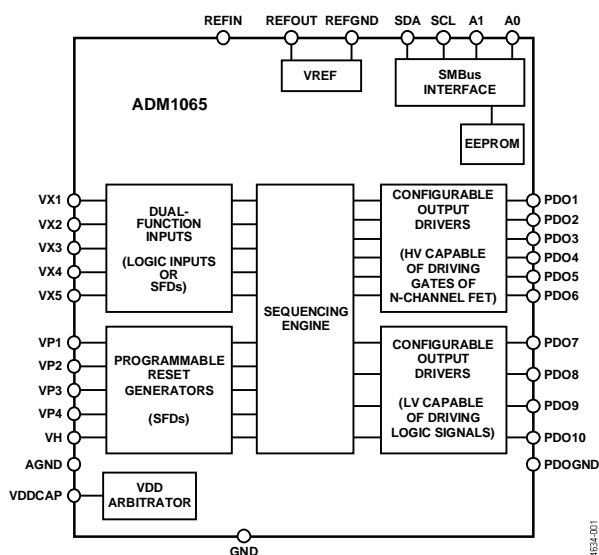 REFIN REFOUT REFGND SDA SCL A1 A0
VREF
SMBus
INTERFACE
ADM1065
EEPROM
VX1
VX2
VX3
VX4
VX5
DUAL-
FUNCTION
INPUTS
(LOGIC INPUTS
OR
SFDs)
SEQUENCING
ENGINE
CONFIGURABLE
OUTPUT
DRIVERS
(HV CAPABLE
OF DRIVING
GATES OF
N-CHANNEL FET)
PDO1
PDO2
PDO3
PDO4
PDO5
PDO6
VP1
VP2
VP3
VP4
VH
PROGRAMMABLE
RESET
GENERATORS
(SFDs)
CONFIGURABLE
OUTPUT
DRIVERS
(LV CAPABLE
OF DRIVING
LOGIC SIGNALS)
PDO7
PDO8
PDO9
PDO10
AGND
PDOGND
VDDCAP
VDD
ARBITRATOR
GND
4634-001